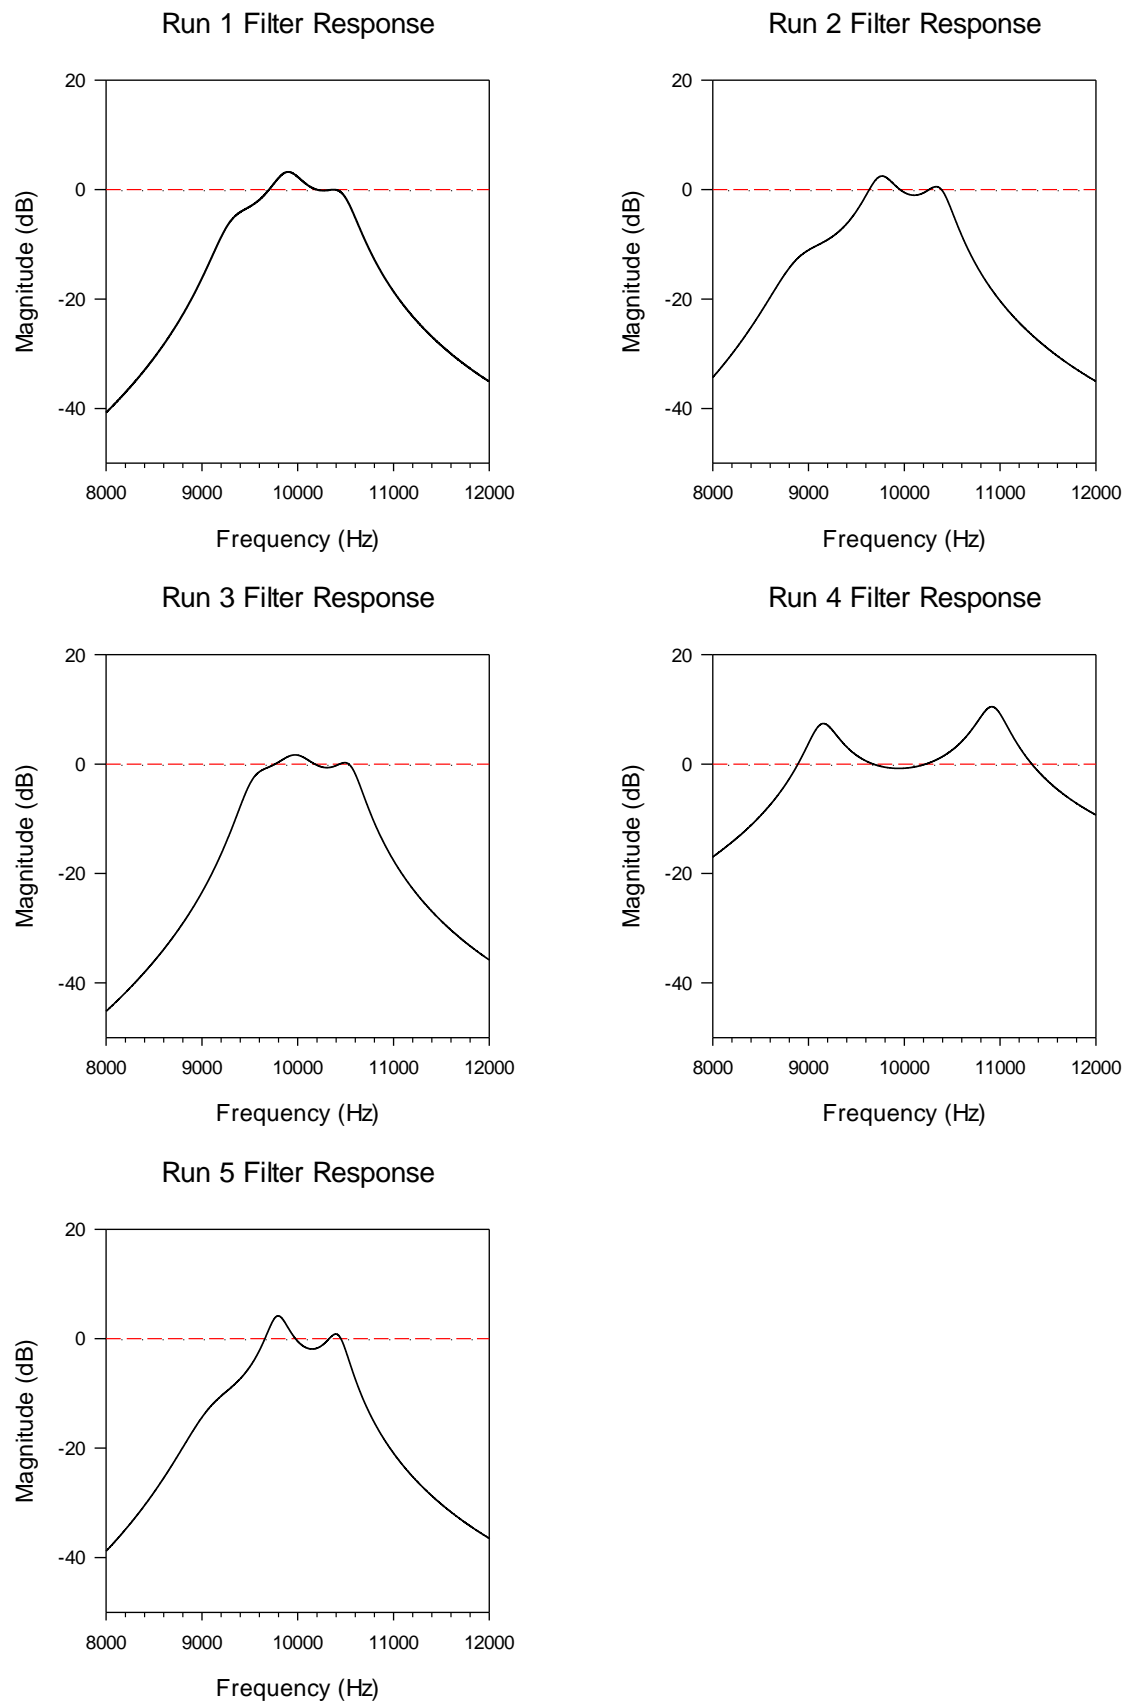 Run 1 Filter Response
20
0
-20
-40
Magnitude (dB)
8000 9000 10000 11000 12000
Frequency (Hz)
Run 2 Filter Response
20
0
-20
-40
Magnitude (dB)
8000 9000 10000 11000 12000
Frequency (Hz)
Run 3 Filter Response
20
0
-20
-40
Magnitude (dB)
8000 9000 10000 11000 12000
Frequency (Hz)
Run 4 Filter Response
20
0
-20
-40
Magnitude (dB)
8000 9000 10000 11000 12000
Frequency (Hz)
Run 5 Filter Response
20
0
-20
-40
Magnitude (dB)
8000 9000 10000 11000 12000
Frequency (Hz)